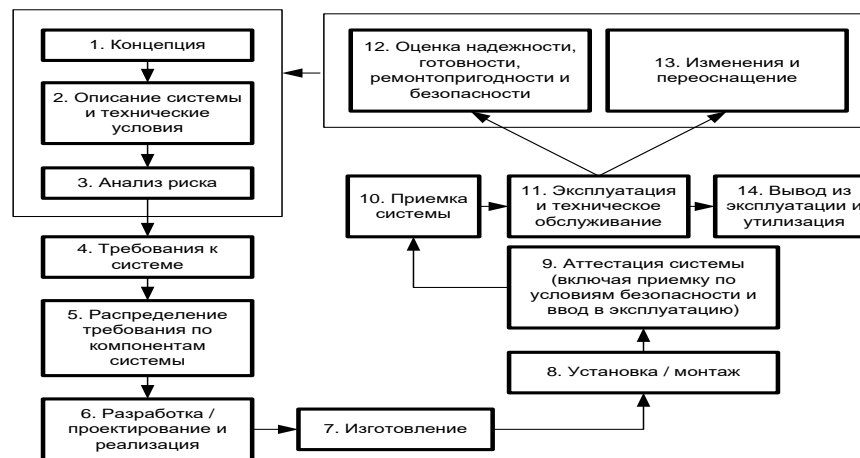 1. Концепция
2. Описание системы
и технические
условия
3. Анализ риска
4. Требования к
системе
5. Распределение
требования по
компонентам
системы
6. Разработка /
проектирование и
реализация
7. Изготовление
8. Установка / монтаж
9. Аттестация системы
(включая приемку по
условиям безопасности и
ввод в эксплуатацию)
10. Приемка
системы
11. Эксплуатация
и техническое
обслуживание
12. Оценка надежности,
готовности,
ремонтопригодности и
безопасности
13. Изменения и
переоснащение
14. Вывод из
эксплуатации и
утилизация